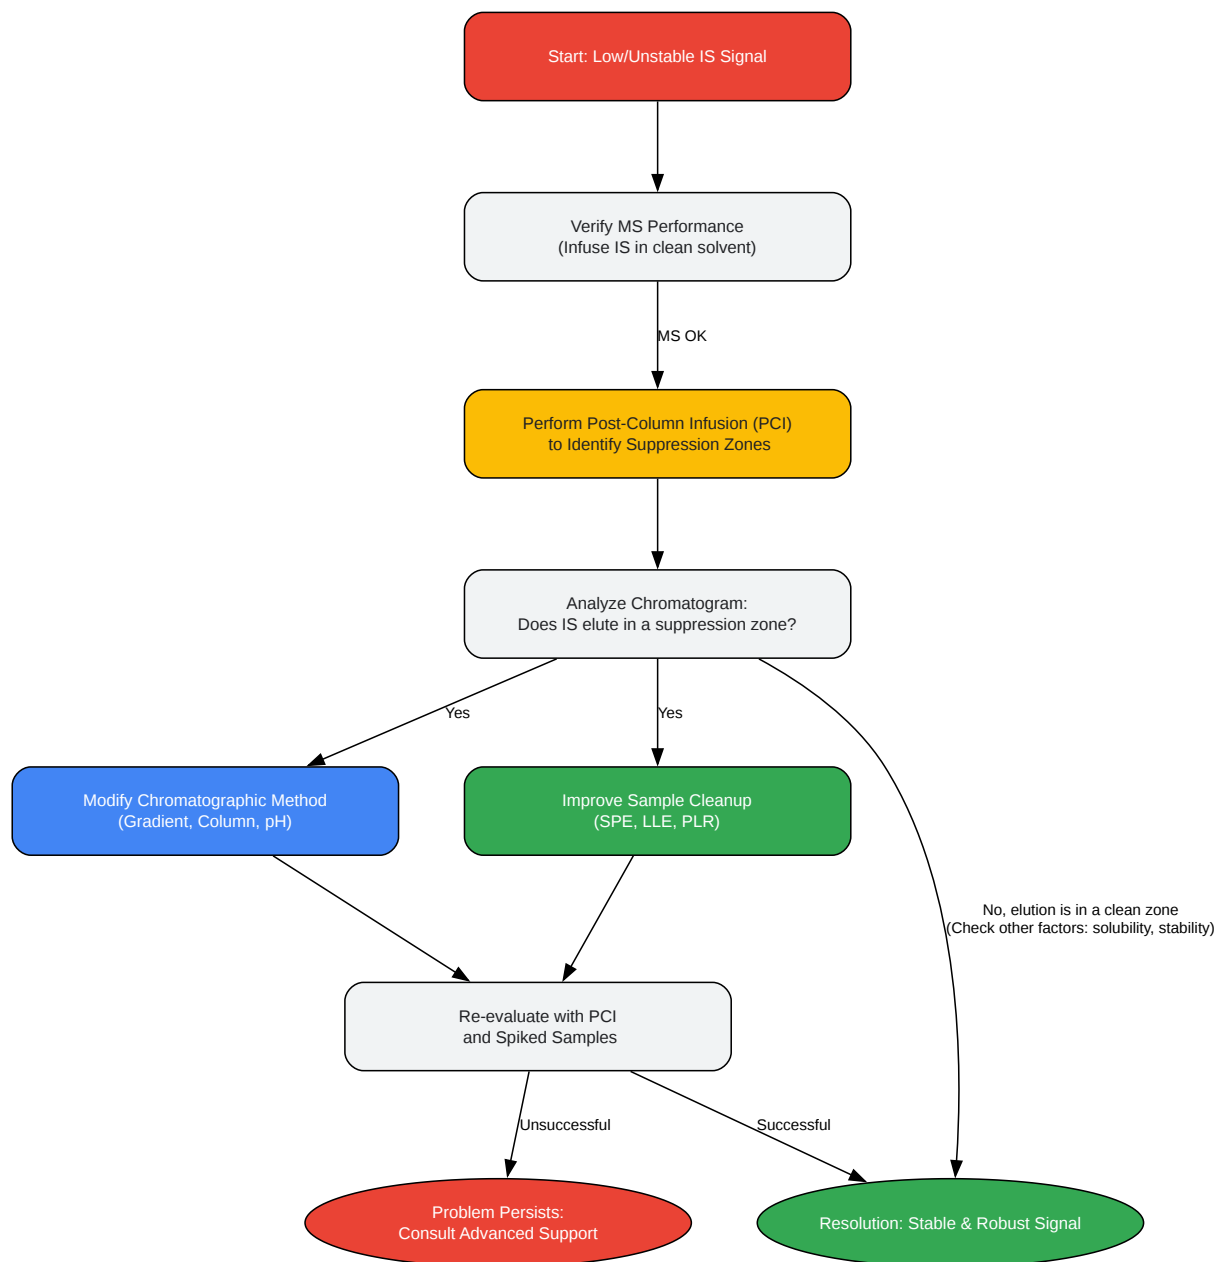 Start: Low/Unstable IS Signal
Verify MS Performance
(Infuse IS in clean solvent)
MS OK
Perform Post-Column Infusion (PCI)
to Identify Suppression Zones
Analyze Chromatogram:
Does IS elute in a suppression zone?
Yes
Yes
Modify Chromatographic Method
(Gradient, Column, pH)
Improve Sample Cleanup
(SPE, LLE, PLR)
No, elution is in a clean zone
(Check other factors: solubility, stability)
Re-evaluate with PCI
and Spiked Samples
Unsuccessful
Successful
Problem Persists:
Consult Advanced Support
Resolution: Stable & Robust Signal